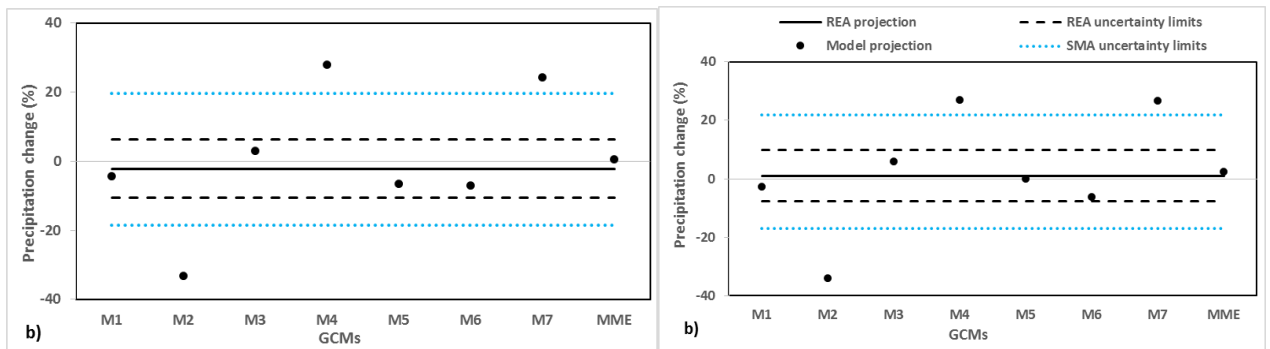 40
20
0
-20
-40
Precipitation change (%)
M1 M2 M3 M4 M5 M6 M7 MME
GCMs
b)
REA projection
REA uncertainty limits
Model projection
SMA uncertainty limits
40
20
0
-20
-40
Precipitation change (%)
M1 M2 M3 M4 M5 M6 M7 MME
GCMs
b)